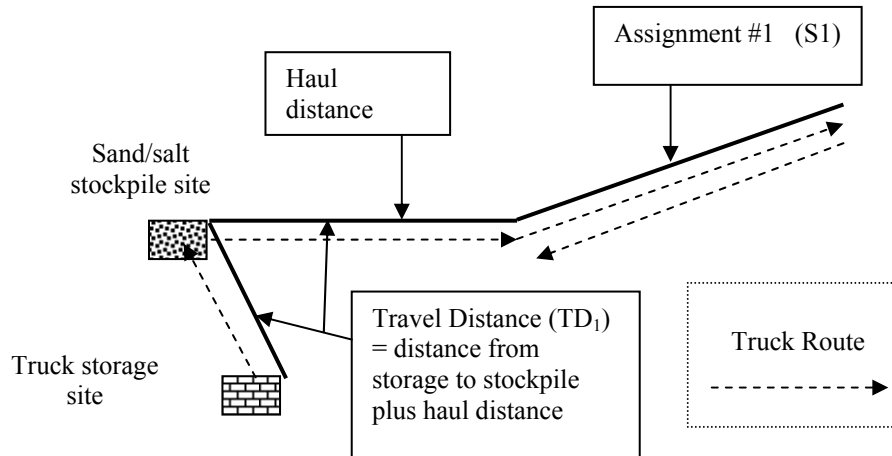 Assignment #1 (S1)
Haul
distance
Sand/salt
stockpile site
Travel Distance (TD₁)
= distance from
storage to stockpile
plus haul distance
Truck Route
Truck storage
site